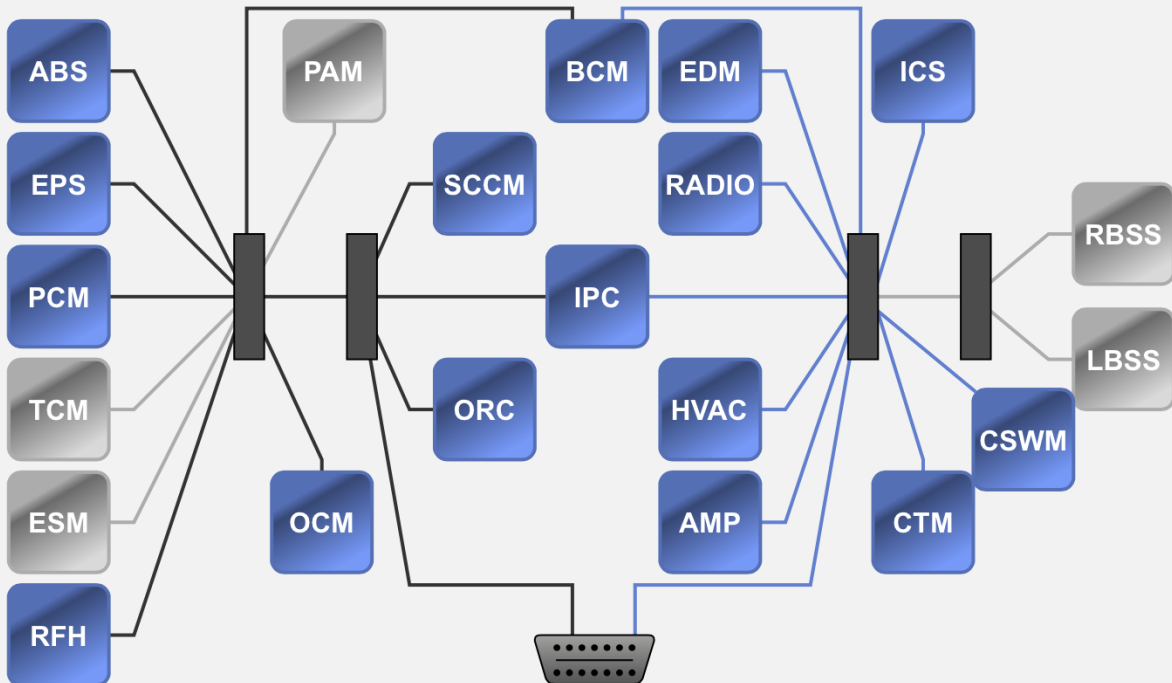 ABS
PAM
BCM
EDM
ICS
EPS
SCCM
RADIO
RBSS
PCM
IPC
LBSS
TCM
ORC
HVAC
CSWM
ESM
OCM
AMP
CTM
RFH